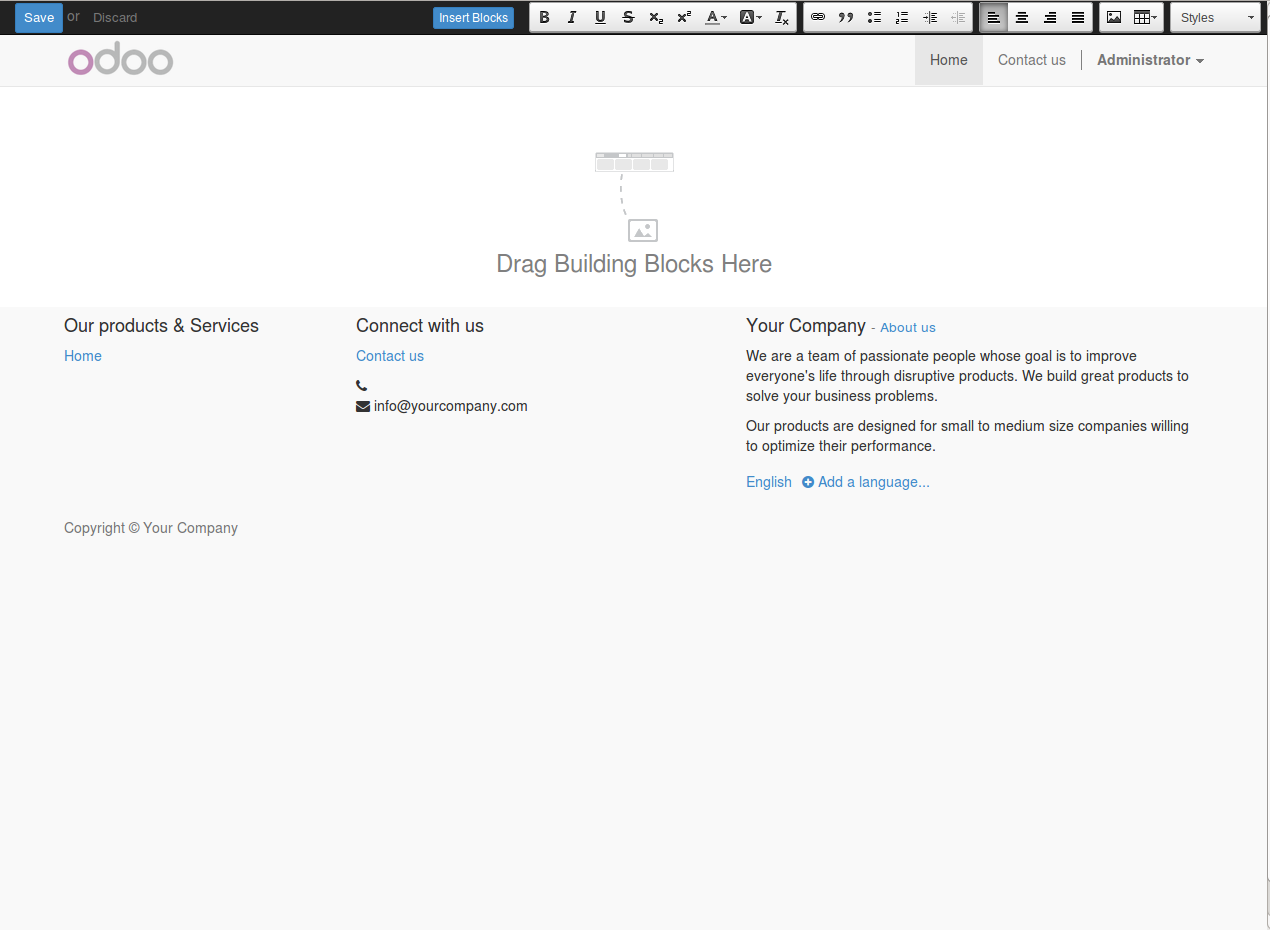 Save or Discard Insert Blocks B I U S x₂ x² A A Tx Styles
odoo Home Contact us Administrator
Drag Building Blocks Here
Our products & Services
Home
Connect with us
Contact us
info@yourcompany.com
Your Company - About us
We are a team of passionate people whose goal is to improve
everyone's life through disruptive products. We build great products to
solve your business problems.
Our products are designed for small to medium size companies willing
to optimize their performance.
English Add a language...
Copyright © Your Company